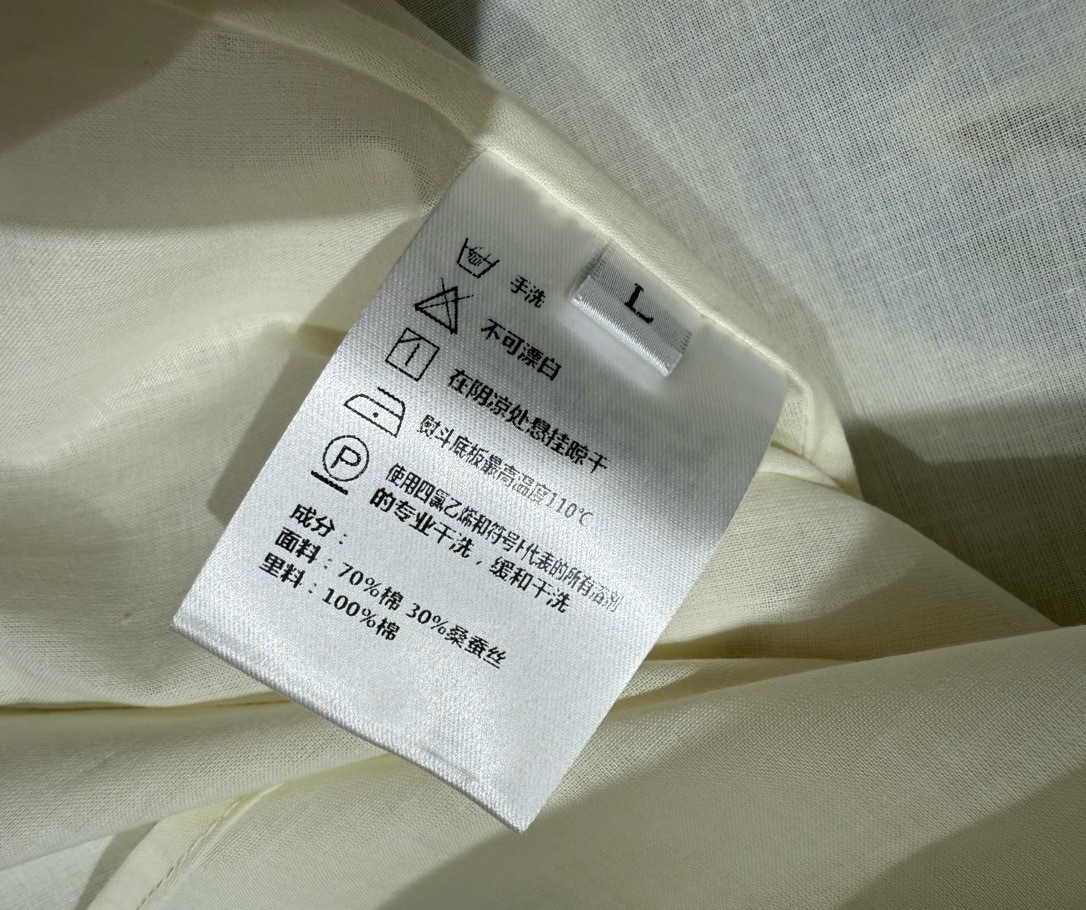 L
手洗
不可漂白
在阴凉处悬挂晾干
熨斗底板最高温度110℃
使用四氯乙烯和符号F代表的所有溶剂
的专业干洗，缓和干洗
P
成分：
面料：70%棉 30%桑蚕丝
里料：100%棉